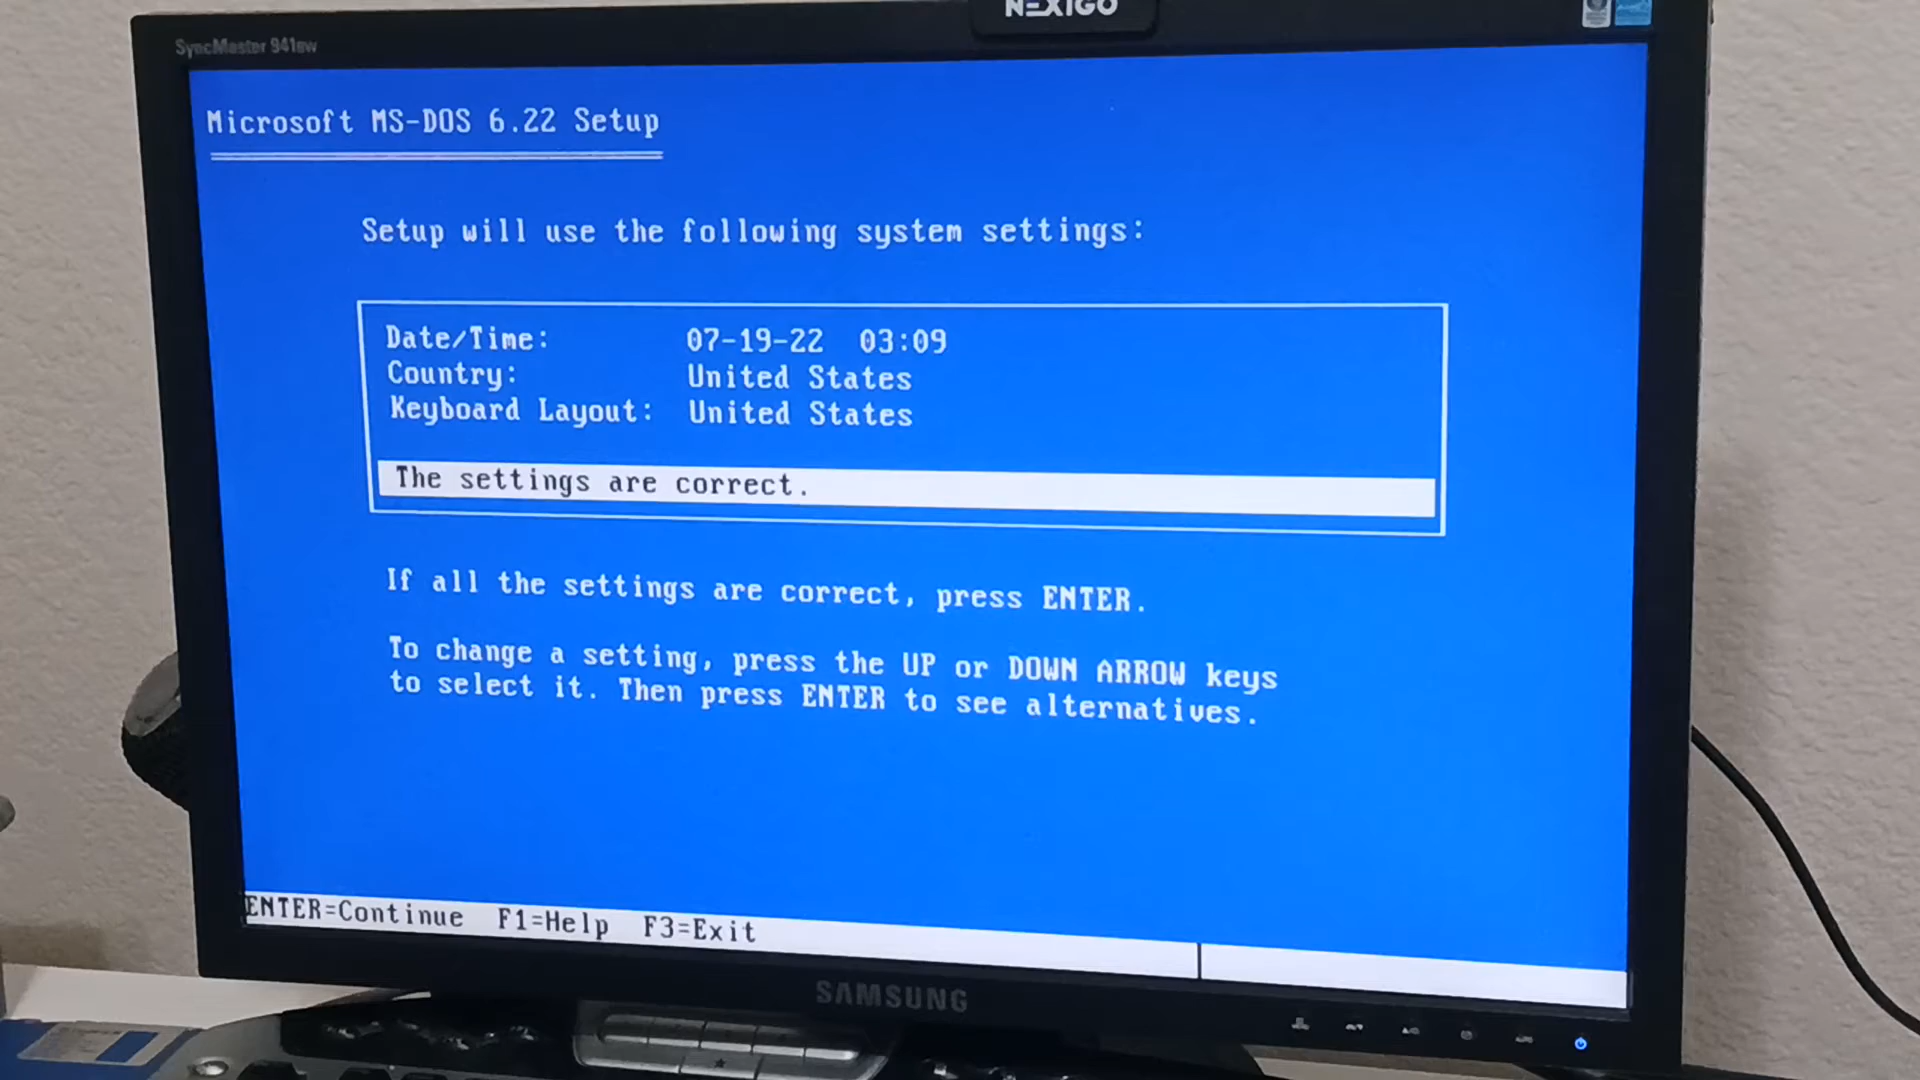 NEXIGO
SyncMaster 941BW
Microsoft MS-DOS 6.22 Setup
Setup will use the following system settings:
Date/Time: 07-19-22 03:09
Country: United States
Keyboard Layout: United States
The settings are correct.
If all the settings are correct, press ENTER.
To change a setting, press the UP or DOWN ARROW keys
to select it. Then press ENTER to see alternatives.
ENTER=Continue F1=Help F3=Exit
SAMSUNG